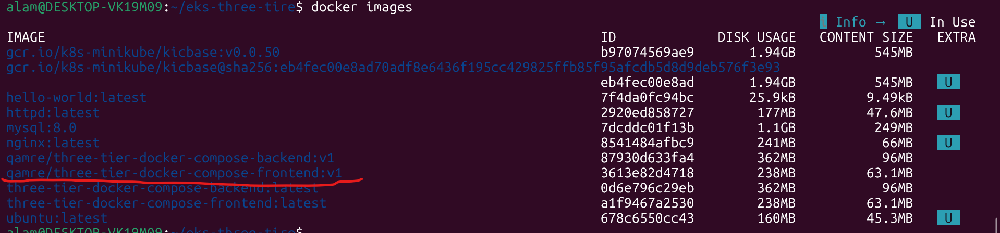 alam@DESKTOP-VK19M09:~/eks-three-tire$ docker images
i Info → U In Use
IMAGE ID DISK USAGE CONTENT SIZE EXTRA
gcr.io/k8s-minikube/kicbase:v0.0.50 b97074569ae9 1.94GB 545MB
gcr.io/k8s-minikube/kicbase@sha256:eb4fec00e8ad70adf8e6436f195cc429825ffb85f95afcdb5d8d9deb576f3e93
eb4fec00e8ad 1.94GB 545MB U
hello-world:latest 7f4da0fc94bc 25.9kB 9.49kB
httpd:latest 2920ed858727 177MB 47.6MB U
mysql:8.0 7dcddc01f13b 1.1GB 249MB
nginx:latest 8541484afbc9 241MB 66MB U
qamre/three-tier-docker-compose-backend:v1 87930d633fa4 362MB 96MB
qamre/three-tier-docker-compose-frontend:v1 3613e82d4718 238MB 63.1MB
three-tier-docker-compose-backend:latest 0d6e796c29eb 362MB 96MB
three-tier-docker-compose-frontend:latest a1f9467a2530 238MB 63.1MB
ubuntu:latest 678c6550cc43 160MB 45.3MB U
alam@DESKTOP-VK19M09:~/eks-three-tire$